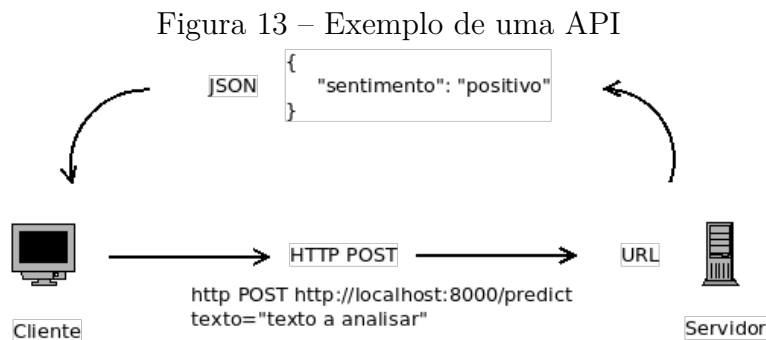 Figura 13 – Exemplo de uma API
JSON
{
"sentimento": "positivo"
}
HTTP POST
URL
http POST http://localhost:8000/predict
texto="texto a analisar"
Cliente
Servidor